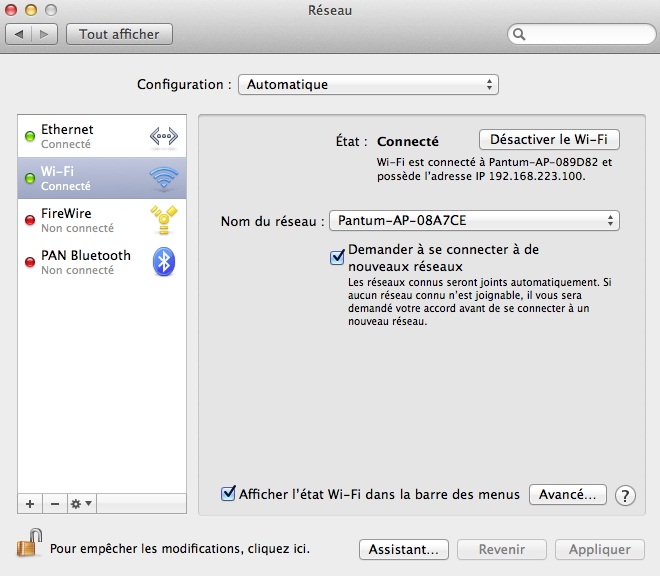 Réseau
Tout afficher
Configuration : Automatique
Ethernet
Connecté
Wi-Fi
Connecté
FireWire
Non connecté
PAN Bluetooth
Non connecté
État : Connecté
Désactiver le Wi-Fi
Wi-Fi est connecté à Pantum-AP-089D82 et
possède l'adresse IP 192.168.223.100.
Nom du réseau : Pantum-AP-08A7CE
Demander à se connecter à de
nouveaux réseaux
Les réseaux connus seront joints automatiquement. Si
aucun réseau connu n'est joignable, il vous sera
demandé votre accord avant de se connecter à un
nouveau réseau.
Afficher l'état Wi-Fi dans la barre des menus
Avancé...
?
Pour empêcher les modifications, cliquez ici.
Assistant...
Revenir
Appliquer